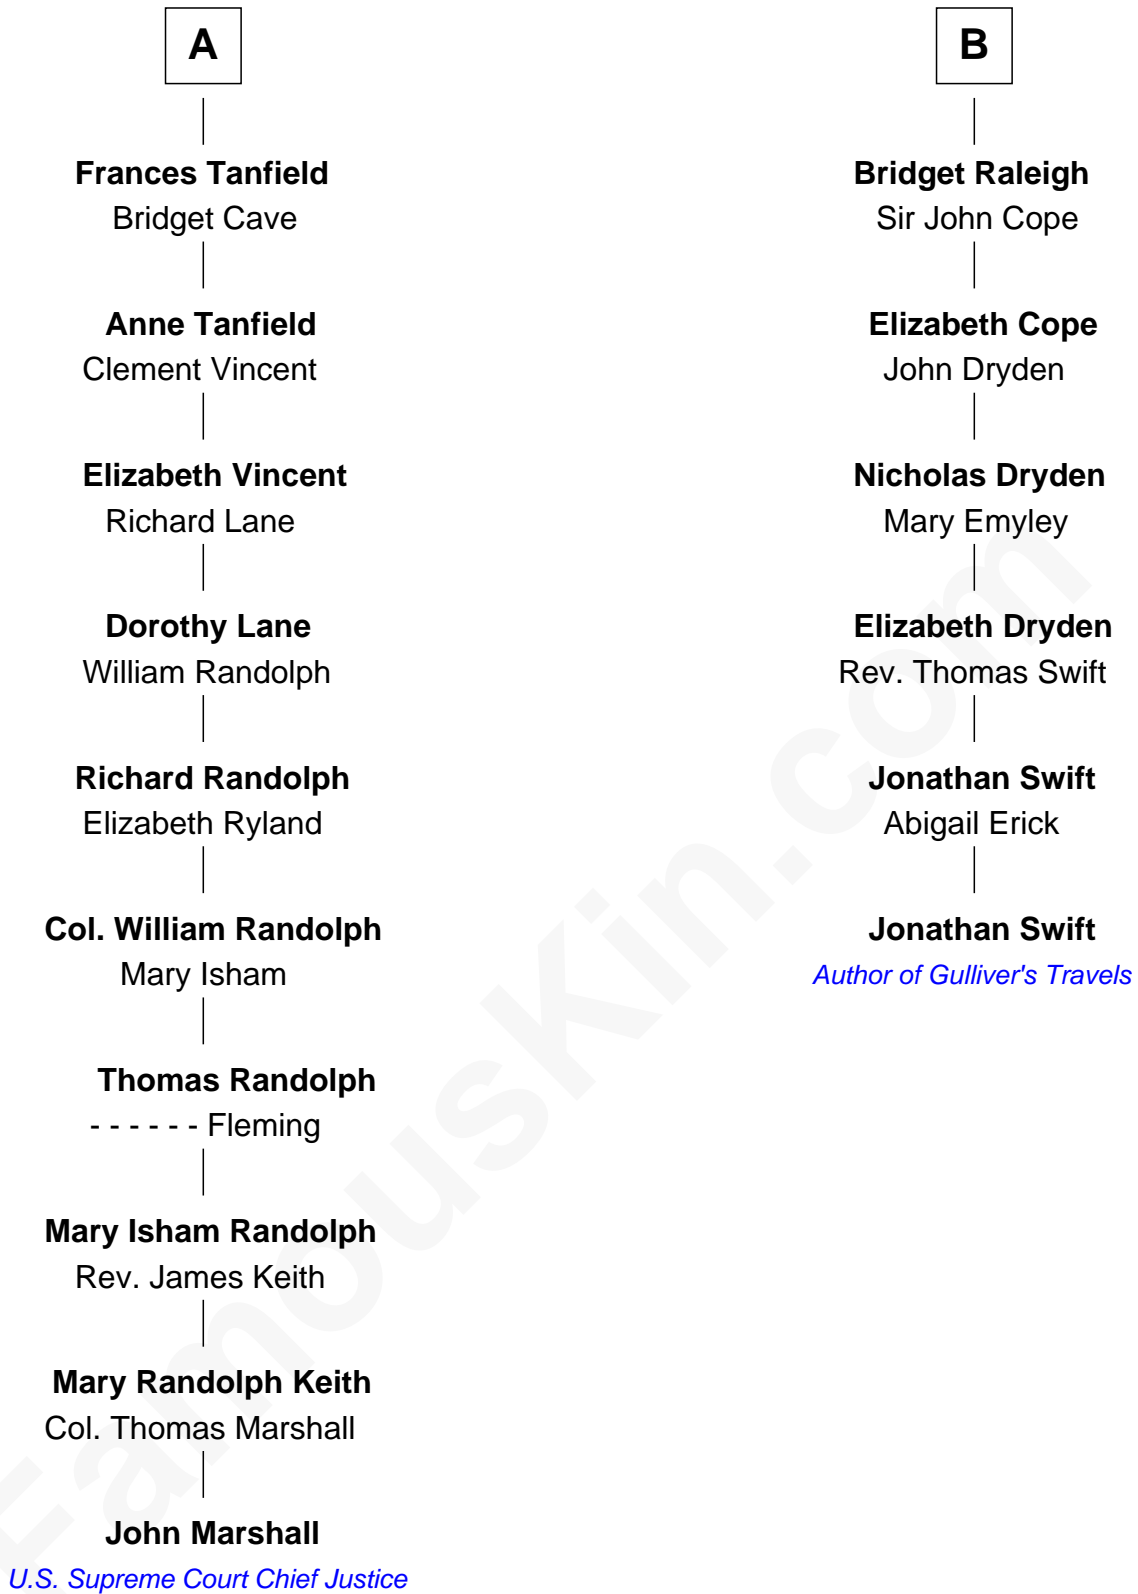 A
Frances Tanfield
Bridget Cave
Anne Tanfield
Clement Vincent
Elizabeth Vincent
Richard Lane
Dorothy Lane
William Randolph
Richard Randolph
Elizabeth Ryland
Col. William Randolph
Mary Isham
Thomas Randolph
- - - - - - Fleming
Mary Isham Randolph
Rev. James Keith
Mary Randolph Keith
Col. Thomas Marshall
John Marshall
U.S. Supreme Court Chief Justice
B
Bridget Raleigh
Sir John Cope
Elizabeth Cope
John Dryden
Nicholas Dryden
Mary Emyley
Elizabeth Dryden
Rev. Thomas Swift
Jonathan Swift
Abigail Erick
Jonathan Swift
Author of Gulliver's Travels
FamousKin.com